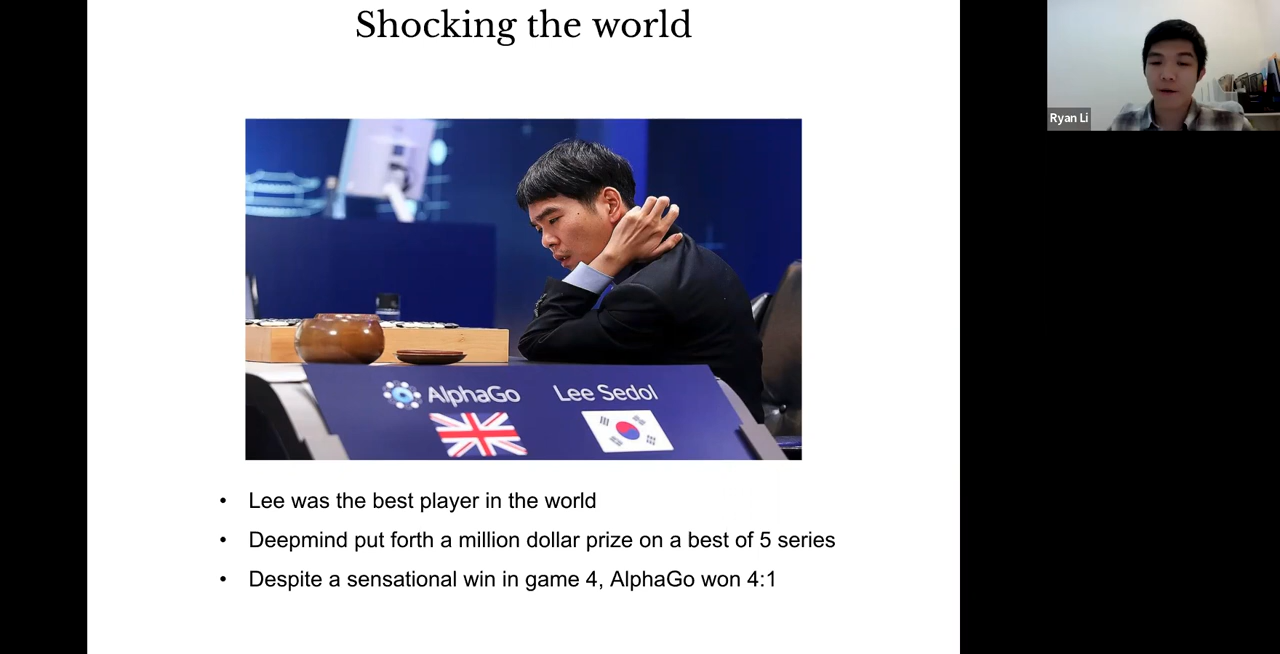 Shocking the world
Ryan Li
AlphaGo Lee Sedol
• Lee was the best player in the world
• Deepmind put forth a million dollar prize on a best of 5 series
• Despite a sensational win in game 4, AlphaGo won 4:1